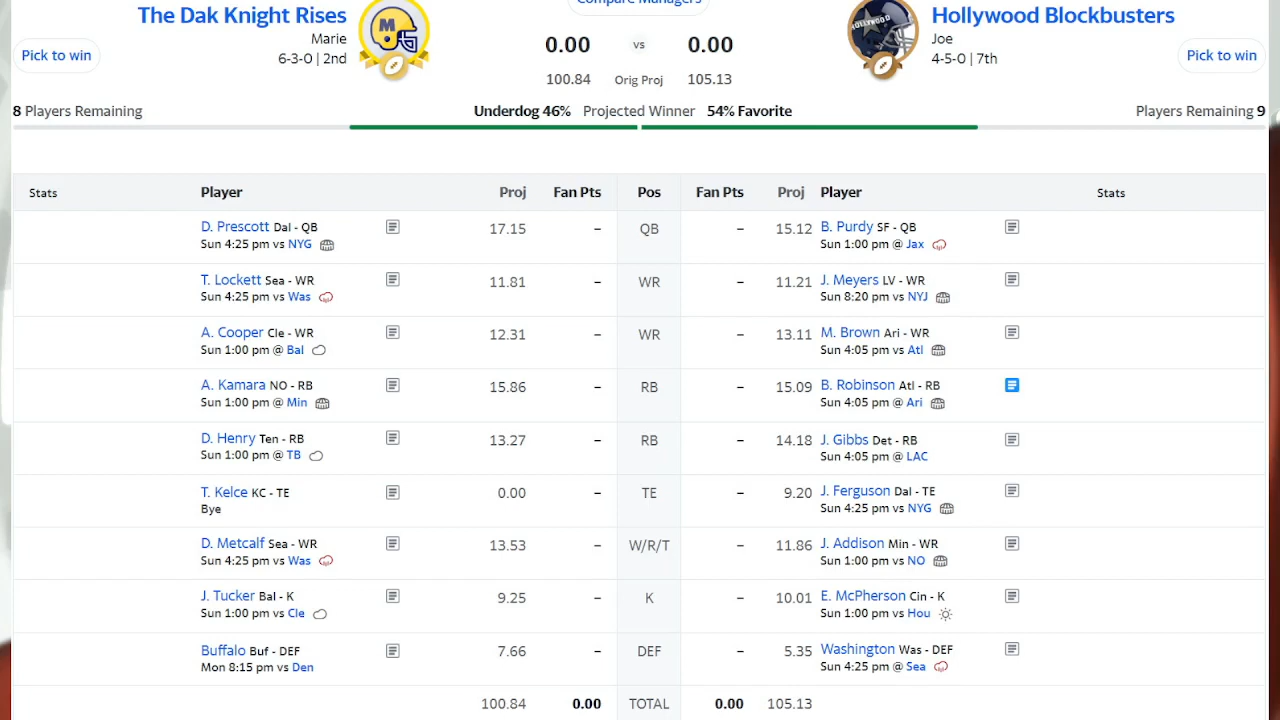 Compare Managers
The Dak Knight Rises
Marie
6-3-0 | 2nd
Pick to win
M
0.00 vs 0.00
100.84 Orig Proj 105.13
HOLLYWOOD
Hollywood Blockbusters
Joe
4-5-0 | 7th
Pick to win
8 Players Remaining Underdog 46% Projected Winner 54% Favorite Players Remaining 9
Stats Player Proj Fan Pts Pos Fan Pts Proj Player Stats
D. Prescott Dal - QB 17.15 – QB – 15.12 B. Purdy SF - QB
Sun 4:25 pm vs NYG Sun 1:00 pm @ Jax
T. Lockett Sea - WR 11.81 – WR – 11.21 J. Meyers LV - WR
Sun 4:25 pm vs Was Sun 8:20 pm vs NYJ
A. Cooper Cle - WR 12.31 – WR – 13.11 M. Brown Ari - WR
Sun 1:00 pm @ Bal Sun 4:05 pm vs Atl
A. Kamara NO - RB 15.86 – RB – 15.09 B. Robinson Atl - RB
Sun 1:00 pm @ Min Sun 4:05 pm @ Ari
D. Henry Ten - RB 13.27 – RB – 14.18 J. Gibbs Det - RB
Sun 1:00 pm @ TB Sun 4:05 pm @ LAC
T. Kelce KC - TE 0.00 – TE – 9.20 J. Ferguson Dal - TE
Bye Sun 4:25 pm vs NYG
D. Metcalf Sea - WR 13.53 – W/R/T – 11.86 J. Addison Min - WR
Sun 4:25 pm vs Was Sun 1:00 pm vs NO
J. Tucker Bal - K 9.25 – K – 10.01 E. McPherson Cin - K
Sun 1:00 pm vs Cle Sun 1:00 pm vs Hou
Buffalo Buf - DEF 7.66 – DEF – 5.35 Washington Was - DEF
Mon 8:15 pm vs Den Sun 4:25 pm @ Sea
100.84 0.00 TOTAL 0.00 105.13